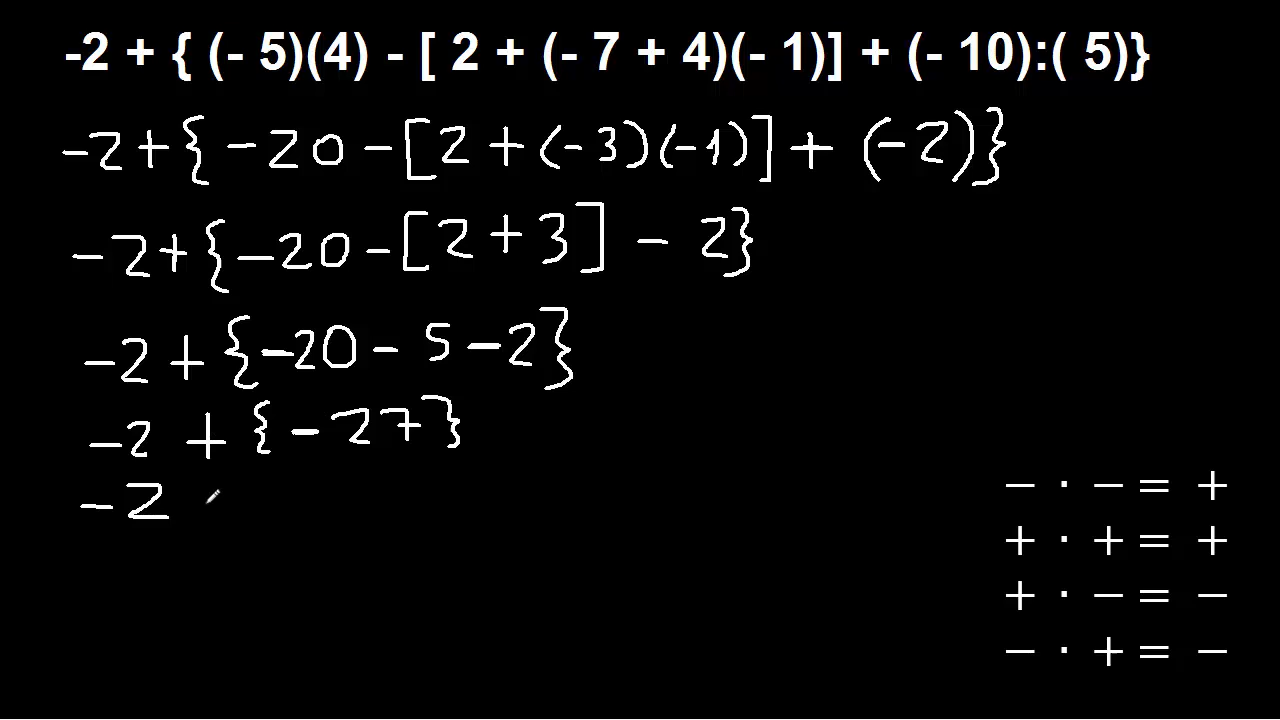 -2 + { (- 5)(4) - [ 2 + (- 7 + 4)(- 1)] + (- 10):( 5)}
-2+{-20-[2+(-3)(-1)]+(-2)}
-2+{-20-[2+3]-2}
-2+{-20-5-2}
-2+{-27}
-2
- · - = +
+ · + = +
+ · - = -
- · + = -